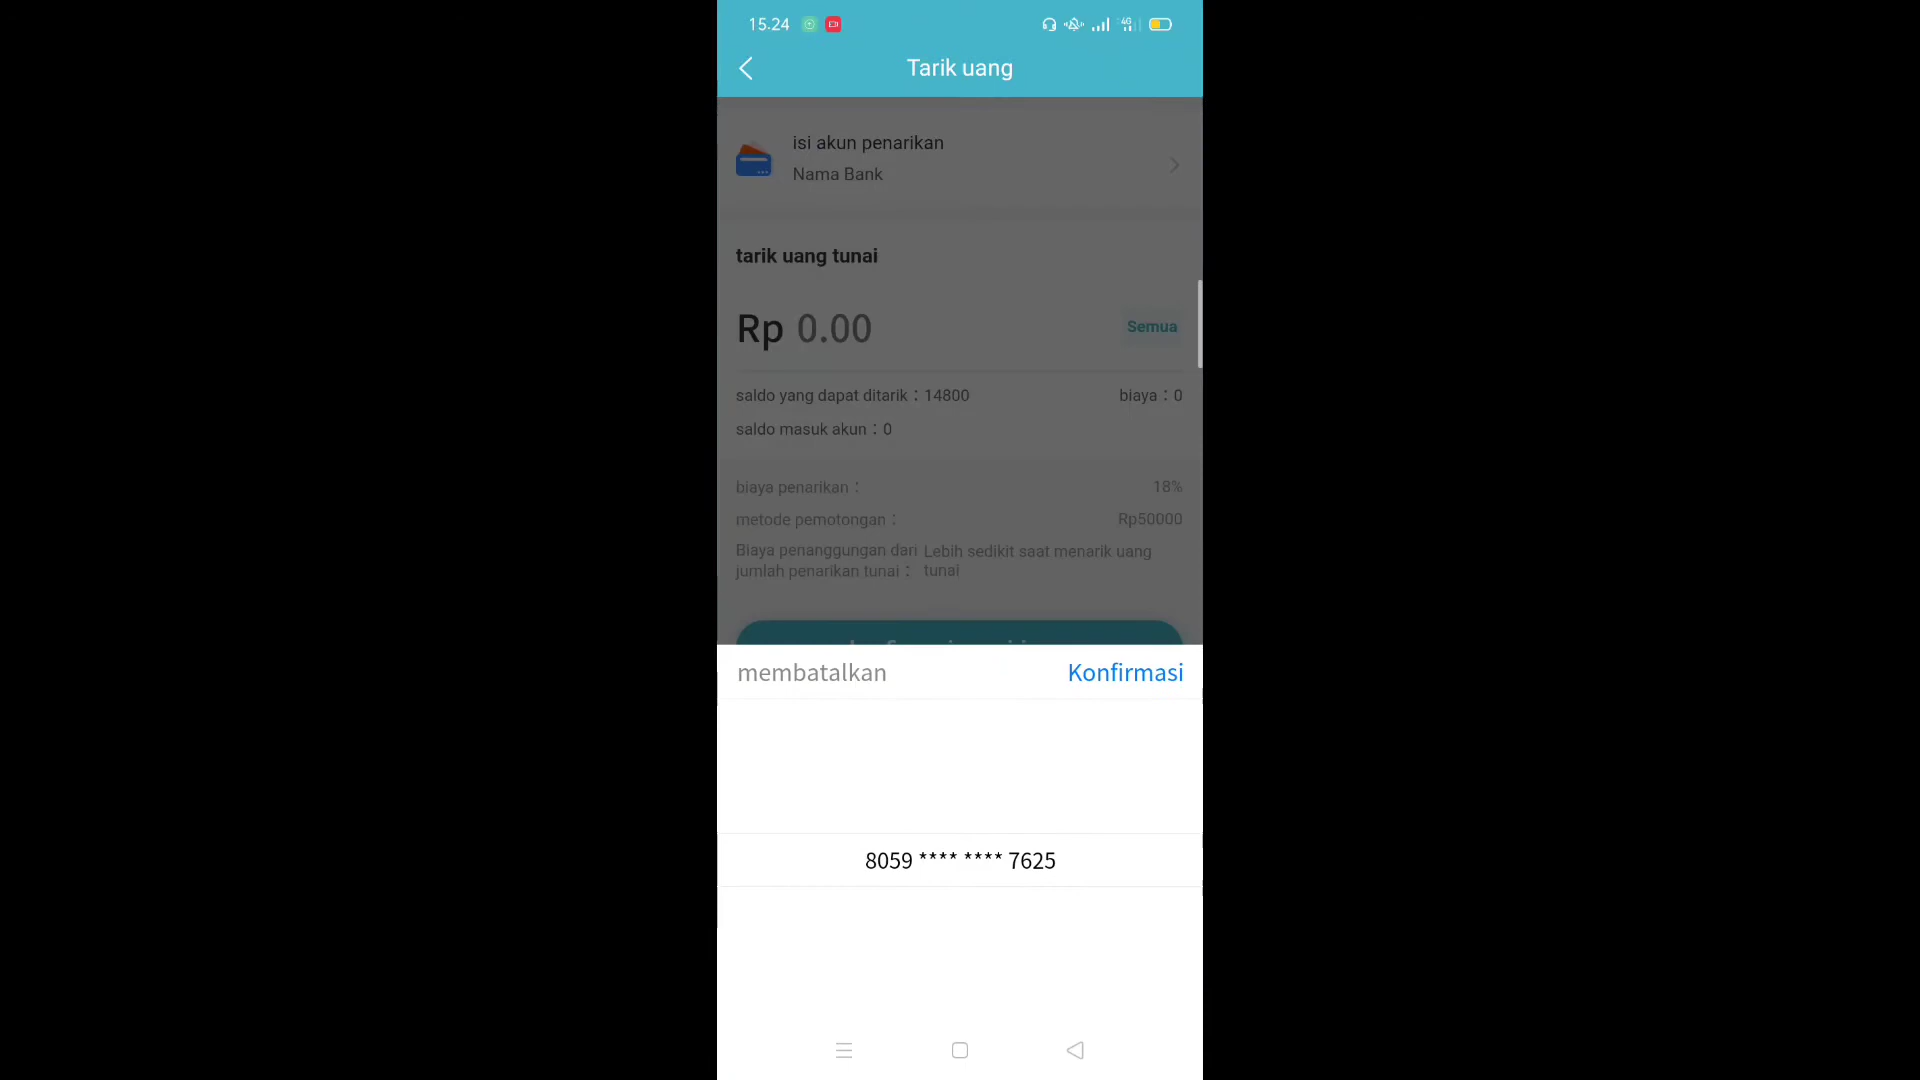 15.24
4G
Tarik uang
isi akun penarikan
Nama Bank
tarik uang tunai
Rp 0.00
Semua
saldo yang dapat ditarik：14800
biaya：0
saldo masuk akun：0
biaya penarikan：
18%
metode pemotongan：
Rp50000
Biaya penanggungan dari
jumlah penarikan tunai：
Lebih sedikit saat menarik uang
tunai
membatalkan
Konfirmasi
8059 **** **** 7625